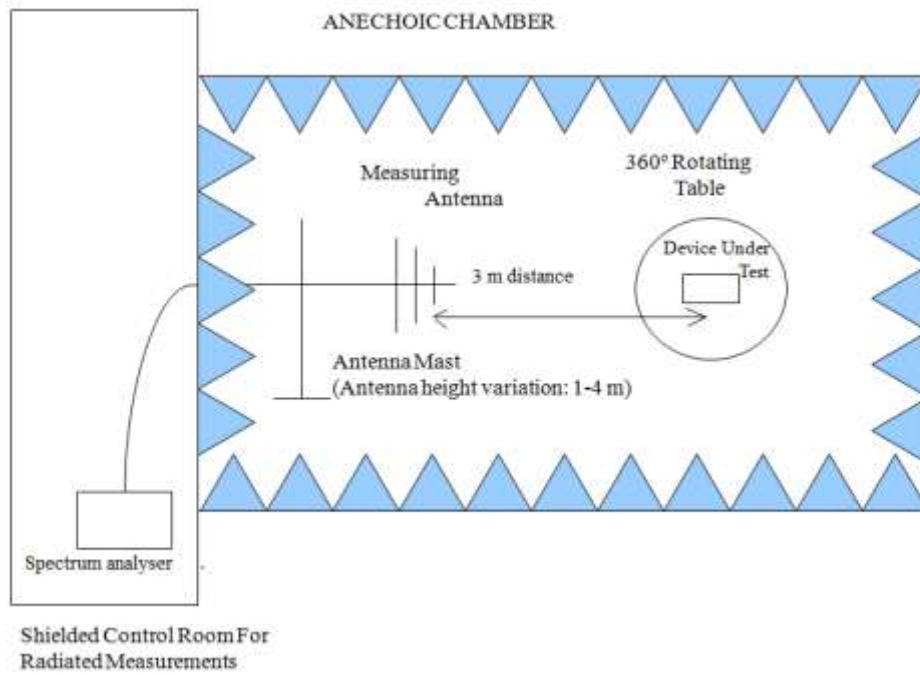 ANECHOIC CHAMBER
Measuring
Antenna
360º Rotating
Table
Device Under
Test
3 m distance
Antenna Mast
(Antenna height variation: 1-4 m)
Spectrum analyser .
Shielded Control Room For
Radiated Measurements